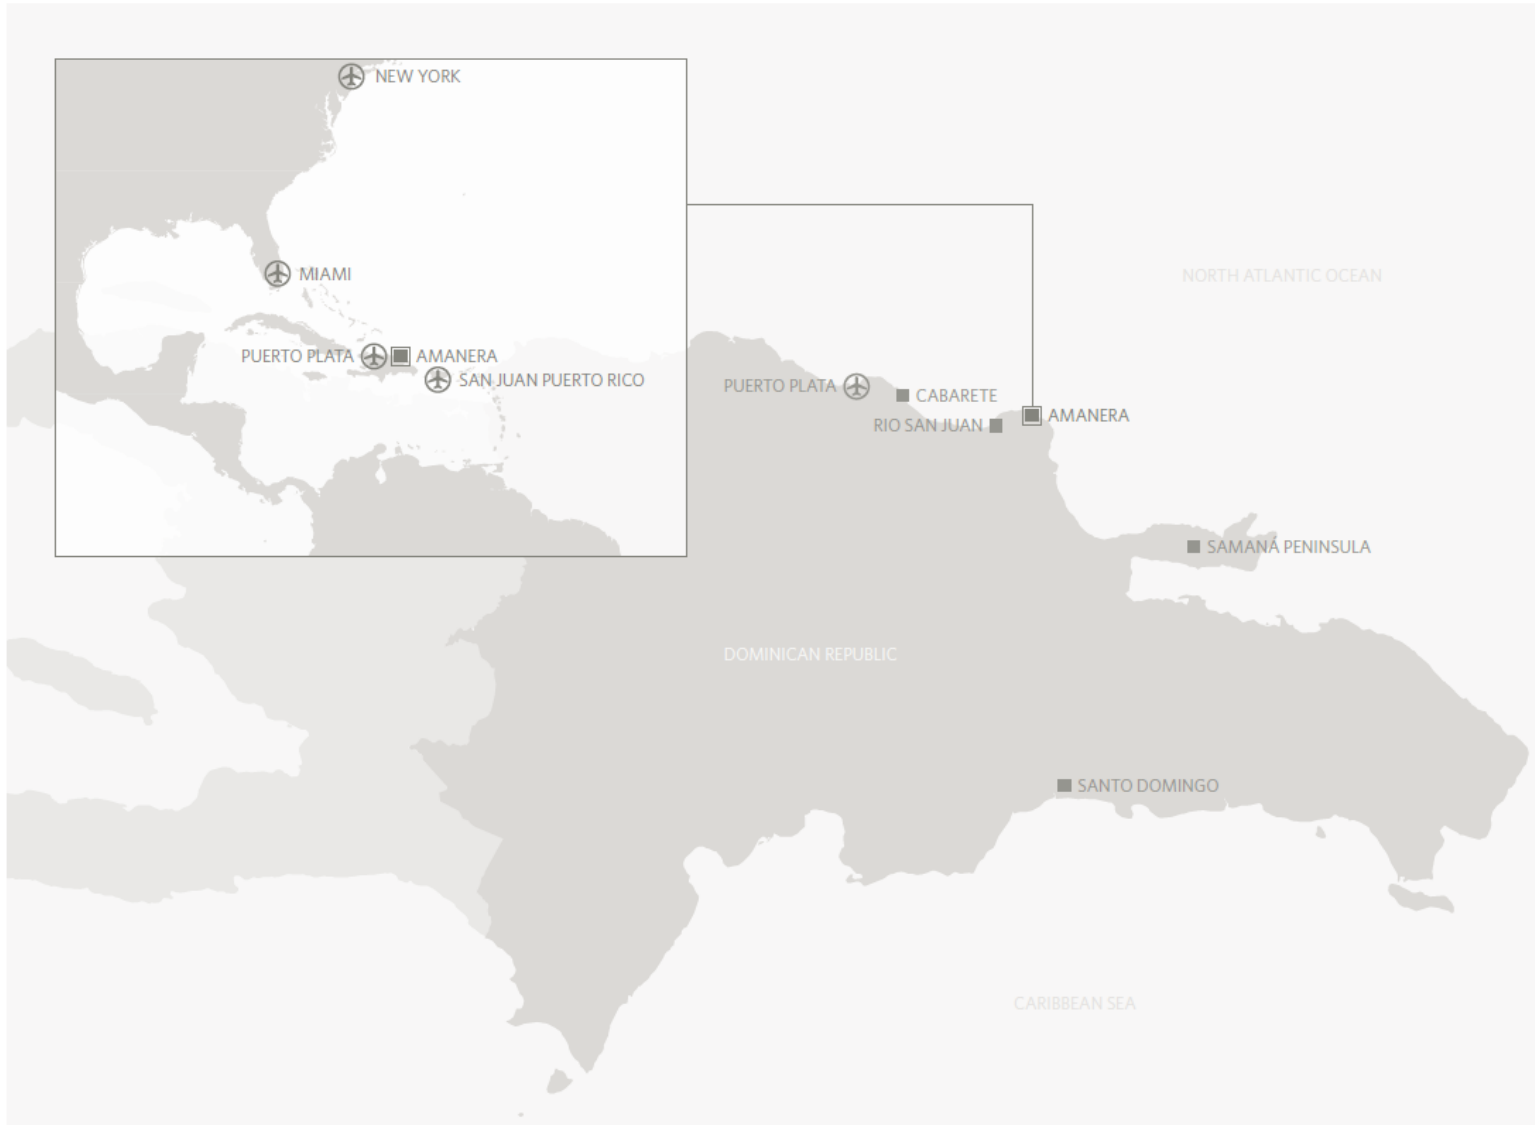 NEW YORK
MIAMI
PUERTO PLATA
AMANERA
SAN JUAN PUERTO RICO
NORTH ATLANTIC OCEAN
PUERTO PLATA
CABARETE
RIO SAN JUAN
AMANERA
SAMANÁ PENINSULA
DOMINICAN REPUBLIC
SANTO DOMINGO
CARIBBEAN SEA